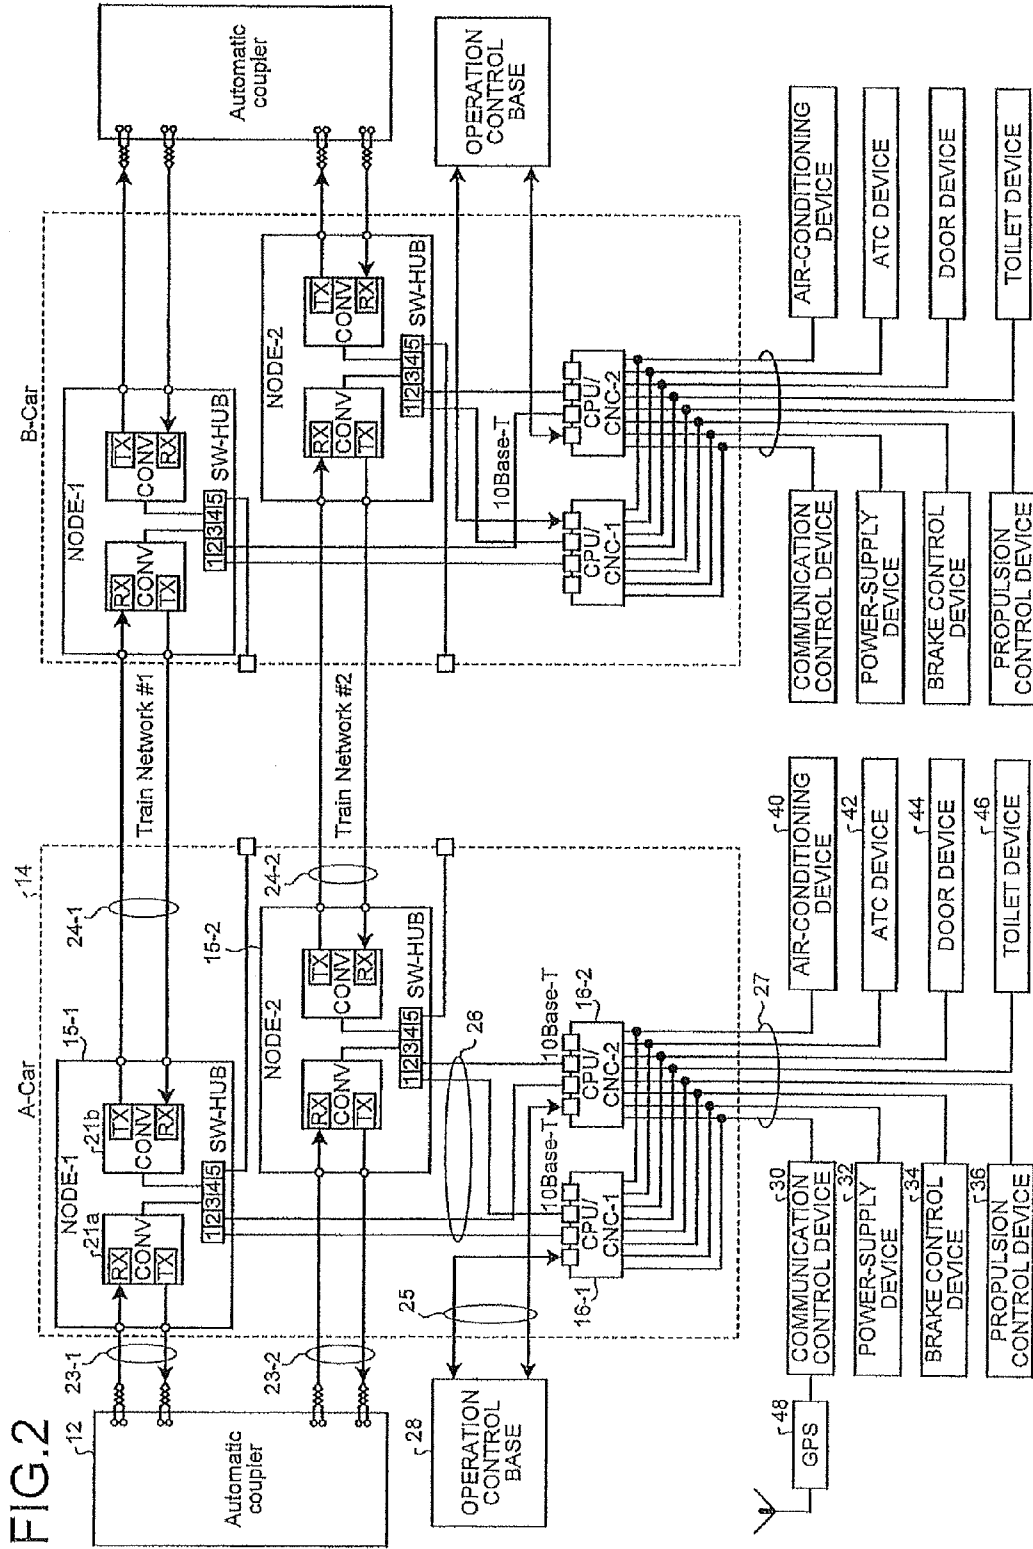 FIG.2
12
Automatic
coupler
23-1
23-2
28
OPERATION
CONTROL
BASE
25
A-Car
14
15-1
NODE-1
21a
RX
CONV
TX
21b
TX
CONV
RX
1 2 3 4 5
SW-HUB
24-1
Train Network #1
15-2
NODE-2
RX
CONV
TX
TX
CONV
RX
1 2 3 4 5
SW-HUB
24-2
Train Network #2
26
10Base-T
10Base-T
16-1
CPU/
CNC-1
16-2
CPU/
CNC-2
27
GPS
48
COMMUNICATION
CONTROL DEVICE
30
POWER-SUPPLY
DEVICE
32
BRAKE CONTROL
DEVICE
34
PROPULSION
CONTROL DEVICE
36
AIR-CONDITIONING
DEVICE
40
ATC DEVICE
42
DOOR DEVICE
44
TOILET DEVICE
46
B-Car
NODE-1
RX
CONV
TX
TX
CONV
RX
1 2 3 4 5
SW-HUB
NODE-2
RX
CONV
TX
TX
CONV
RX
1 2 3 4 5
SW-HUB
10Base-T
CPU/
CNC-1
CPU/
CNC-2
Automatic
coupler
OPERATION
CONTROL
BASE
COMMUNICATION
CONTROL DEVICE
POWER-SUPPLY
DEVICE
BRAKE CONTROL
DEVICE
PROPULSION
CONTROL DEVICE
AIR-CONDITIONING
DEVICE
ATC DEVICE
DOOR DEVICE
TOILET DEVICE